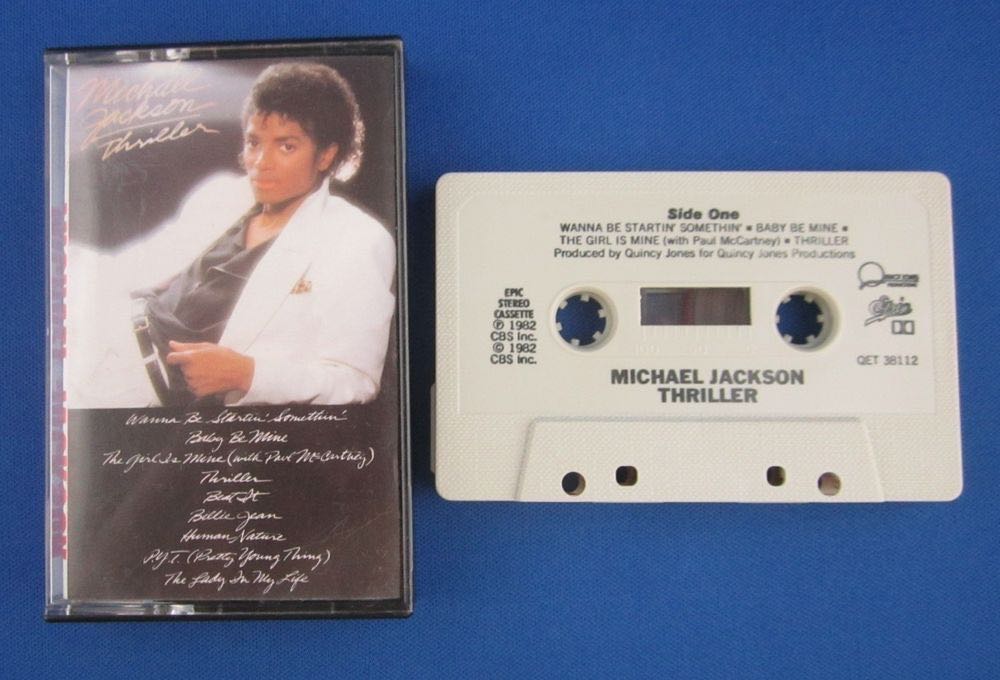 Michael
Jackson
Thriller
Wanna Be Startin' Somethin'
Baby Be Mine
The Girl Is Mine (with Paul McCartney)
Thriller
Beat It
Billie Jean
Human Nature
P.Y.T. (Pretty Young Thing)
The Lady In My Life
Side One
WANNA BE STARTIN' SOMETHIN' ■ BABY BE MINE ■
THE GIRL IS MINE (with Paul McCartney) ■ THRILLER
Produced by Quincy Jones for Quincy Jones Productions
EPIC
STEREO
CASSETTE
℗ 1982
CBS Inc.
© 1982
CBS Inc.
QUINCY JONES
PRODUCTIONS
Epic
QET 38112
MICHAEL JACKSON
THRILLER